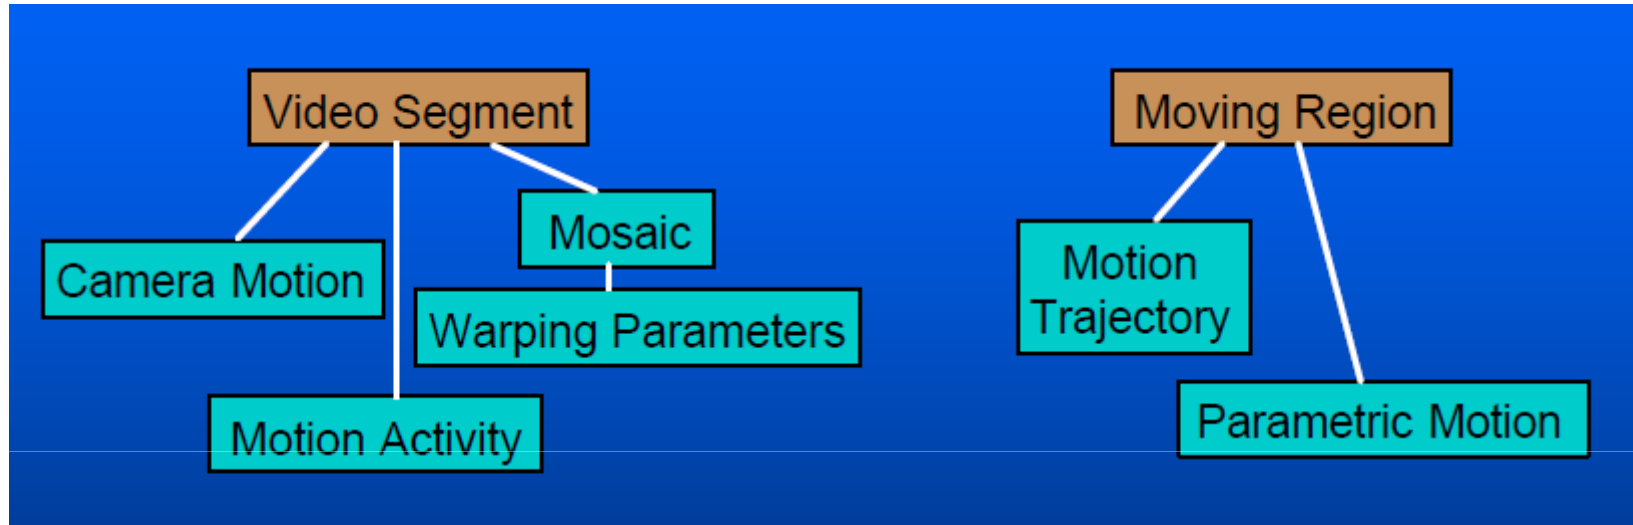 Video Segment
Moving Region
Mosaic
Camera Motion
Warping Parameters
Motion
Trajectory
Motion Activity
Parametric Motion